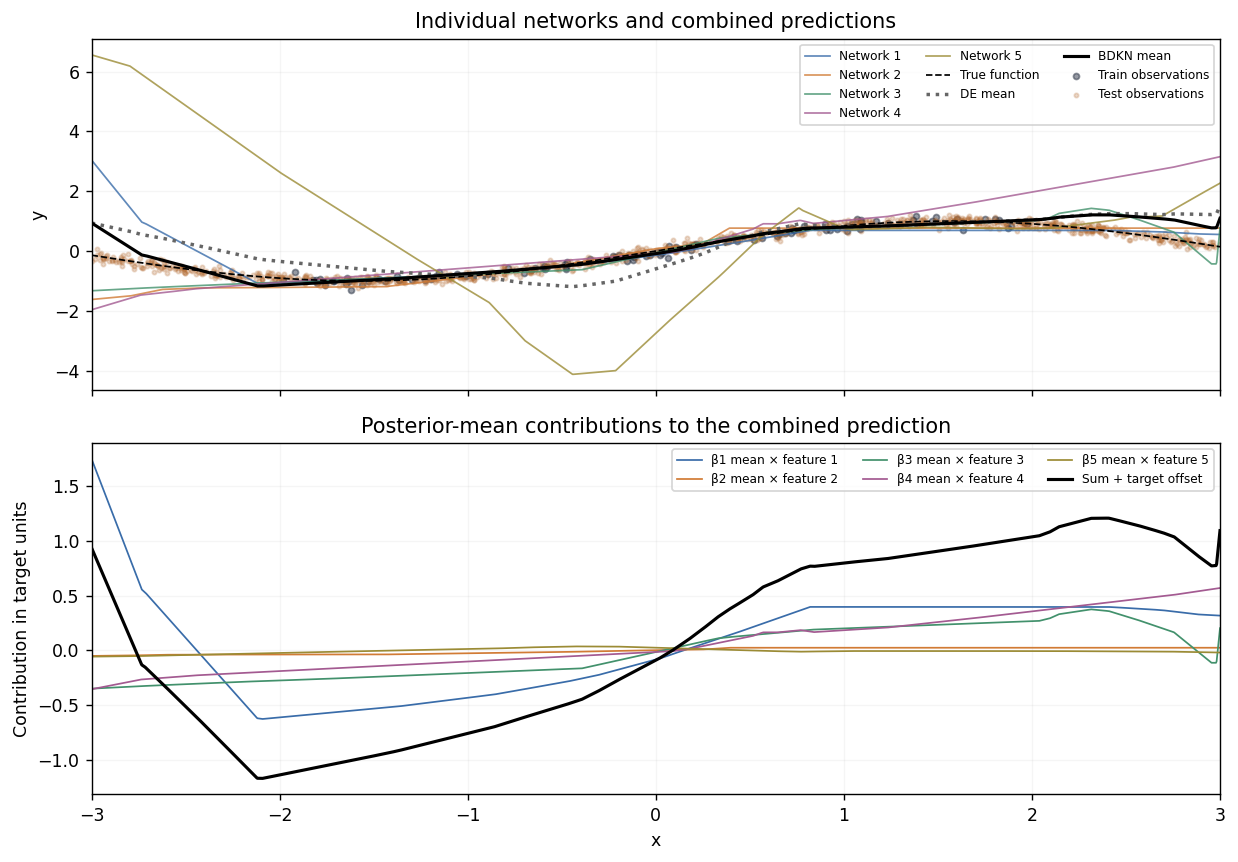 Individual networks and combined predictions
Network 1
Network 2
Network 3
Network 4
Network 5
True function
DE mean
BDKN mean
Train observations
Test observations
6
4
2
0
−2
−4
y
Posterior-mean contributions to the combined prediction
β1 mean × feature 1
β2 mean × feature 2
β3 mean × feature 3
β4 mean × feature 4
β5 mean × feature 5
Sum + target offset
1.5
1.0
0.5
0.0
−0.5
−1.0
Contribution in target units
−3 −2 −1 0 1 2 3
x